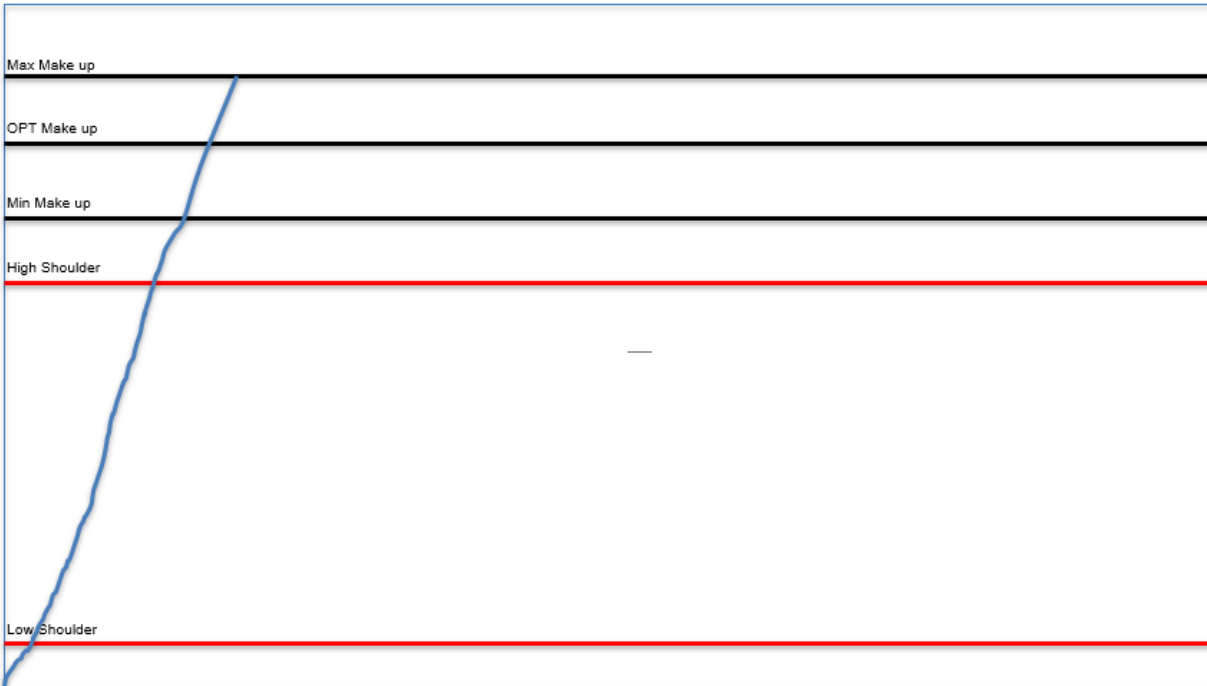 Max Make up
OPT Make up
Min Make up
High Shoulder
Low Shoulder